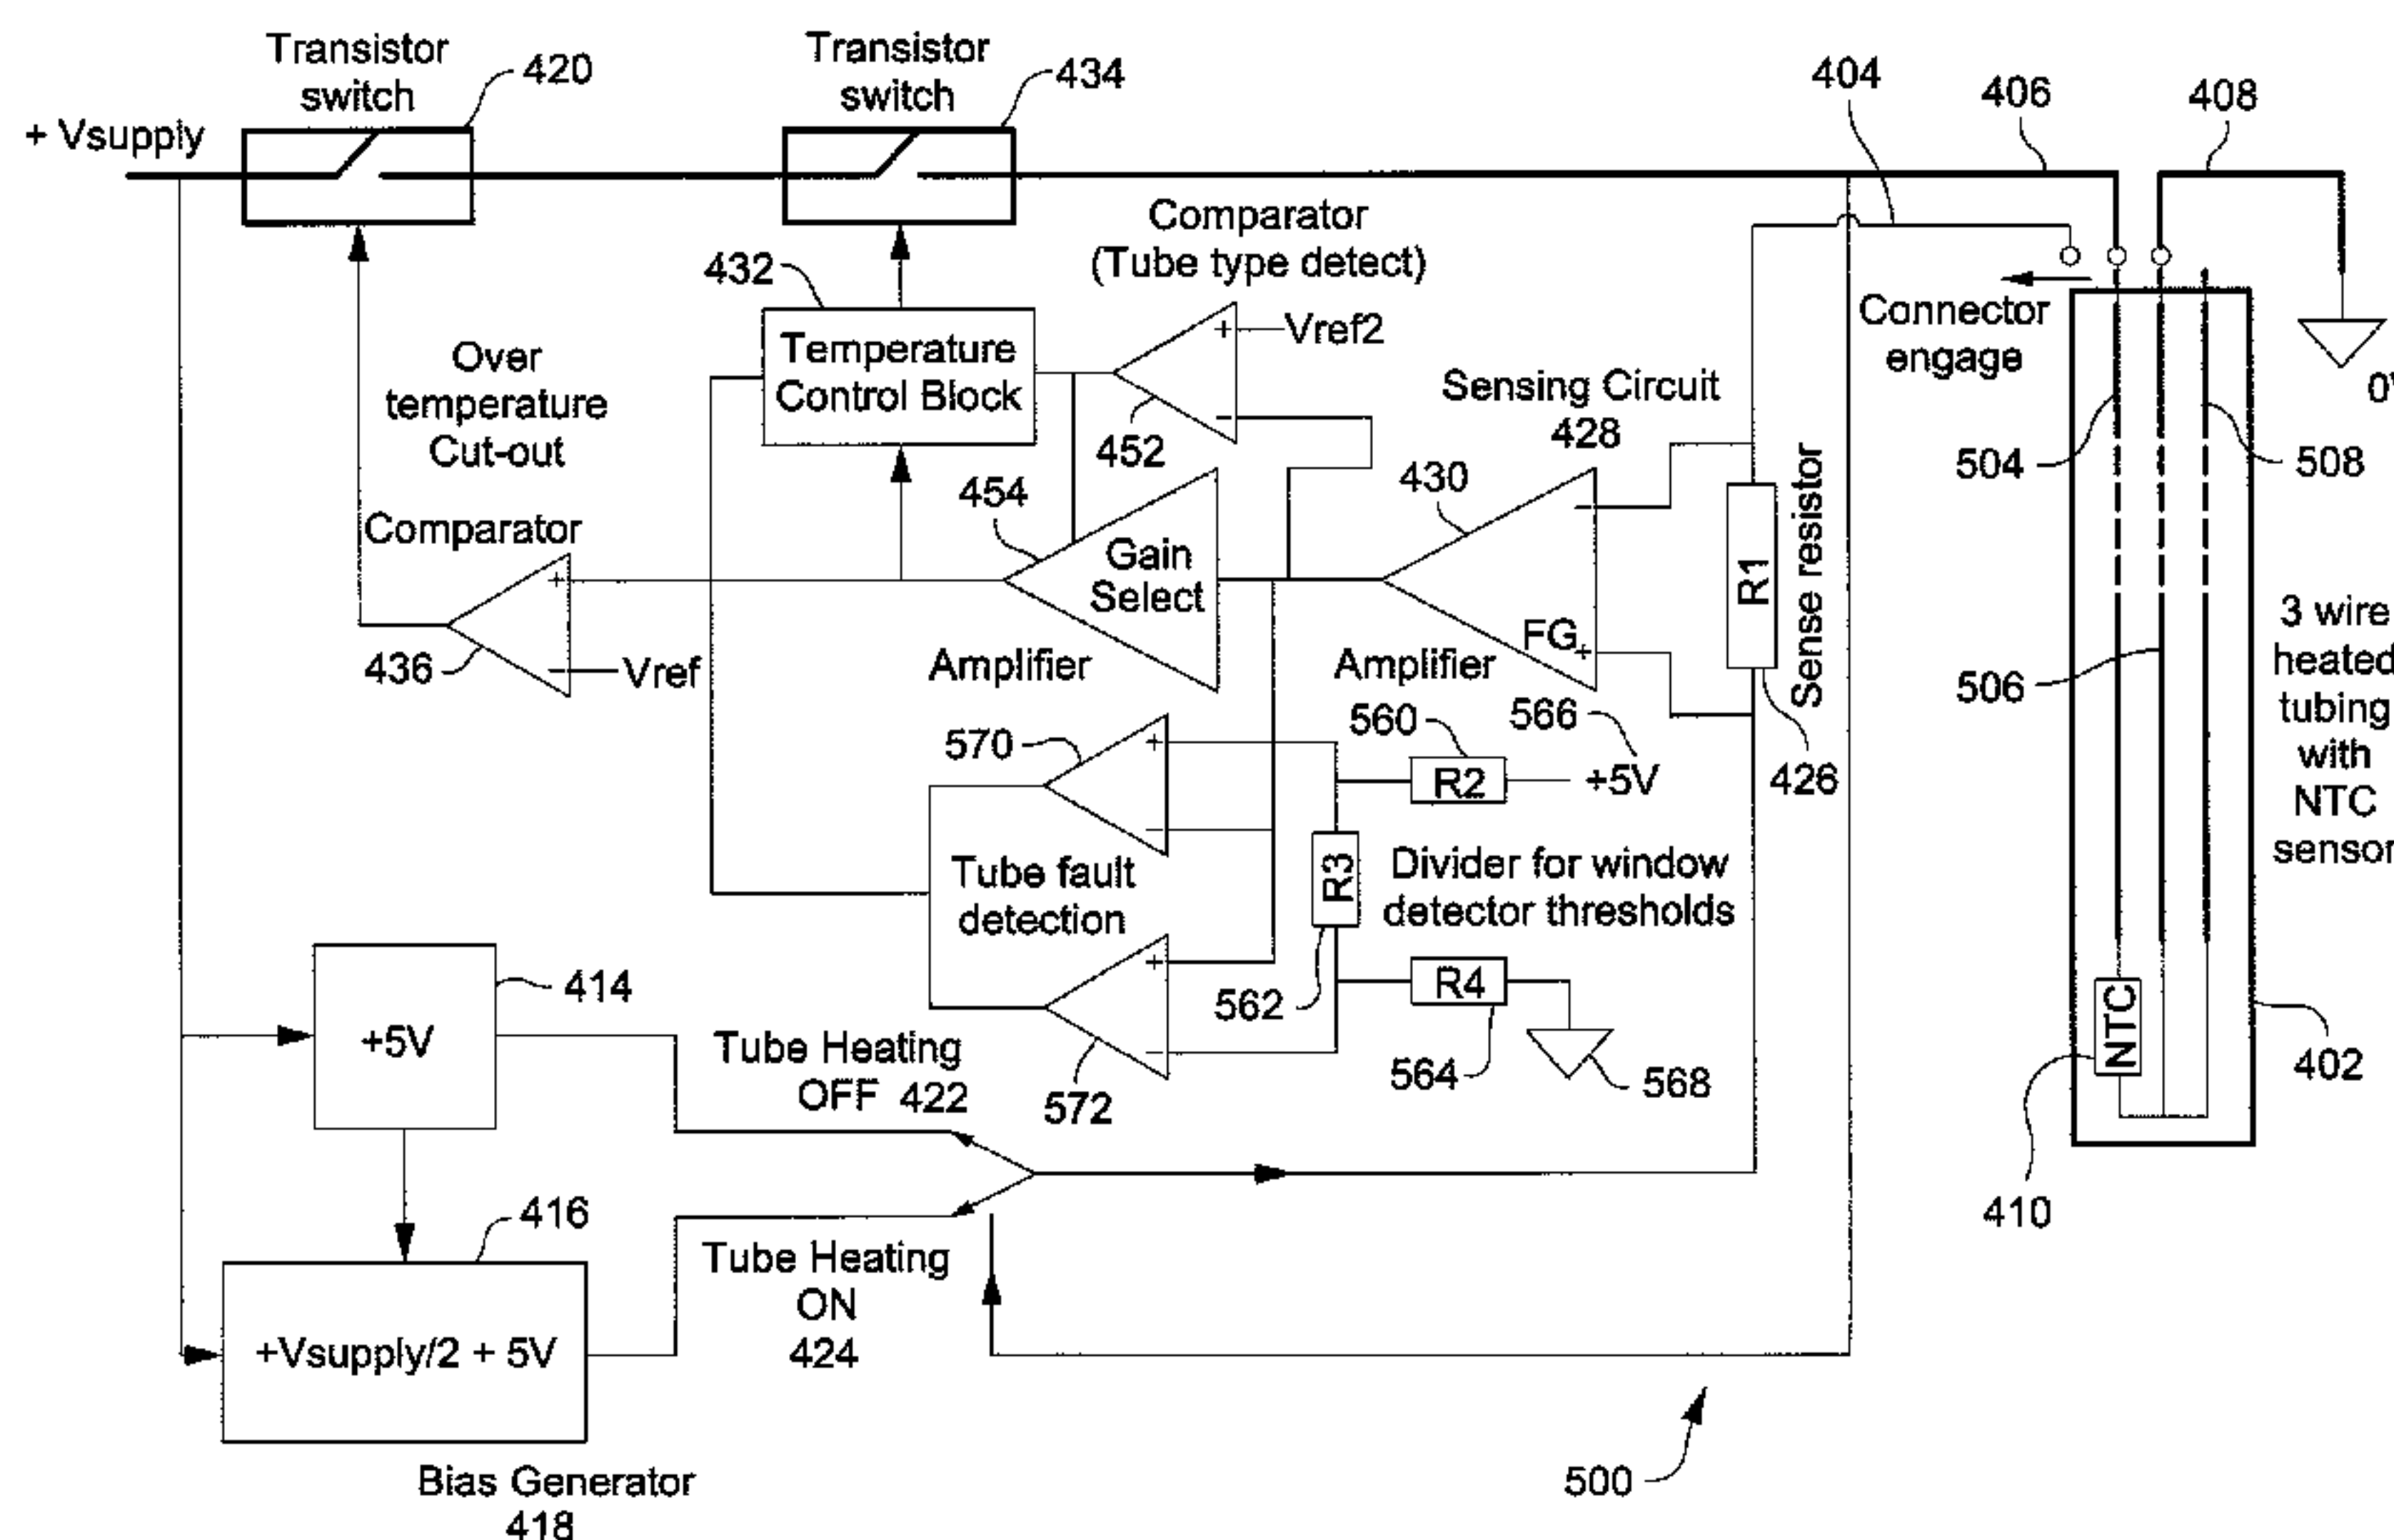 Transistor
switch
420
Transistor
switch
434
404
406
408
+ Vsupply
Comparator
(Tube type detect)
432
+
Vref2
Temperature
Control Block
−
452
Over
temperature
Cut-out
Sensing Circuit
428
Connector
engage
0V
504
508
454
430
−
Comparator
Gain
Select
R1
Sense resistor
+
FG
+
436
−
Vref
Amplifier
Amplifier
506
3 wire
heated
tubing
with
NTC
sensor
570
+
560
566
R2
+5V
426
−
Tube fault
detection
R3
Divider for window
detector thresholds
414
+
562
R4
NTC
+5V
Tube Heating
OFF 422
−
572
564
568
402
410
416
Tube Heating
ON
424
+Vsupply/2 + 5V
Bias Generator
418
500